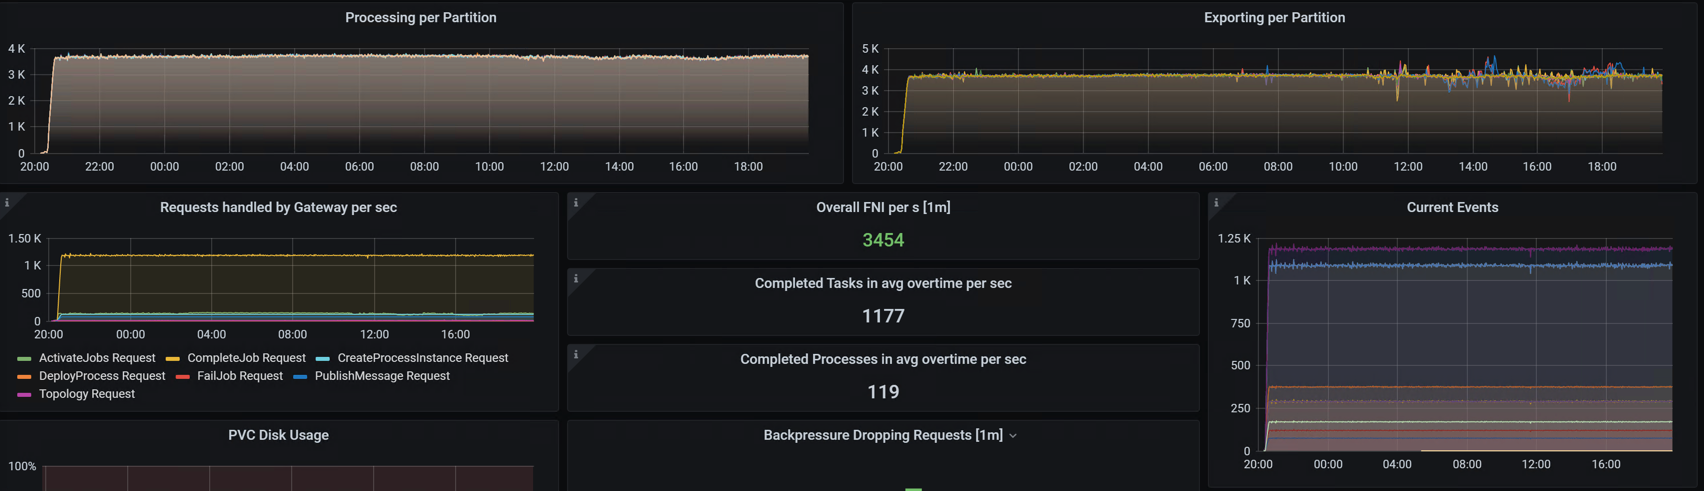 Processing per Partition
4 K
3 K
2 K
1 K
0
20:00 22:00 00:00 02:00 04:00 06:00 08:00 10:00 12:00 14:00 16:00 18:00
Exporting per Partition
5 K
4 K
3 K
2 K
1 K
0
20:00 22:00 00:00 02:00 04:00 06:00 08:00 10:00 12:00 14:00 16:00 18:00
i
Requests handled by Gateway per sec
1.50 K
1 K
500
0
20:00 00:00 04:00 08:00 12:00 16:00
ActivateJobs Request CompleteJob Request CreateProcessInstance Request
DeployProcess Request FailJob Request PublishMessage Request
Topology Request
i
Overall FNI per s [1m]
3454
i
Completed Tasks in avg overtime per sec
1177
i
Completed Processes in avg overtime per sec
119
i
Current Events
1.25 K
1 K
750
500
250
0
20:00 00:00 04:00 08:00 12:00 16:00
PVC Disk Usage
100%
Backpressure Dropping Requests [1m]